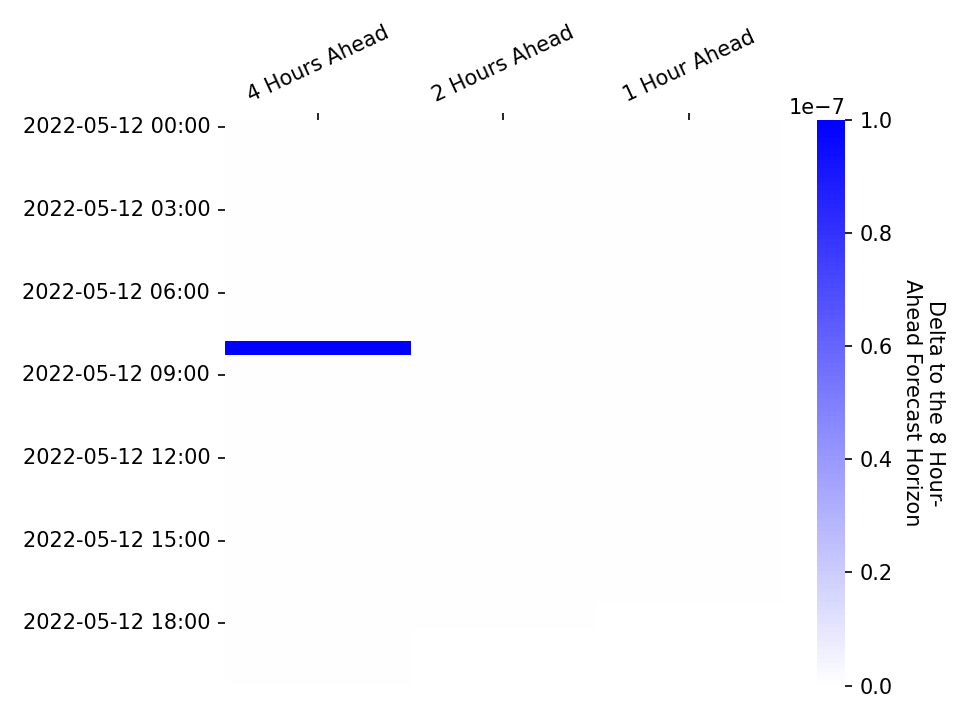 4 Hours Ahead
2 Hours Ahead
1 Hour Ahead
2022-05-12 00:00
2022-05-12 03:00
2022-05-12 06:00
2022-05-12 09:00
2022-05-12 12:00
2022-05-12 15:00
2022-05-12 18:00
1e−7
1.0
0.8
0.6
0.4
0.2
0.0
Delta to the 8 Hour-
Ahead Forecast Horizon